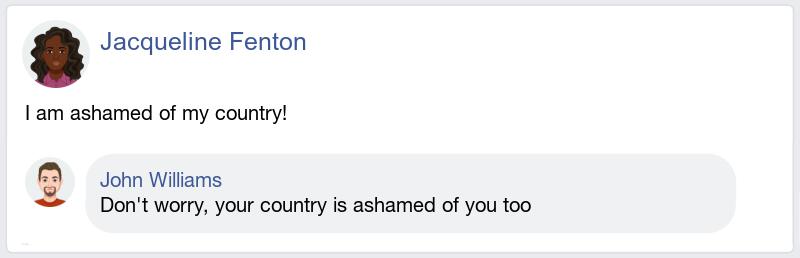 Jacqueline Fenton
I am ashamed of my country!
John Williams
Don't worry, your country is ashamed of you too